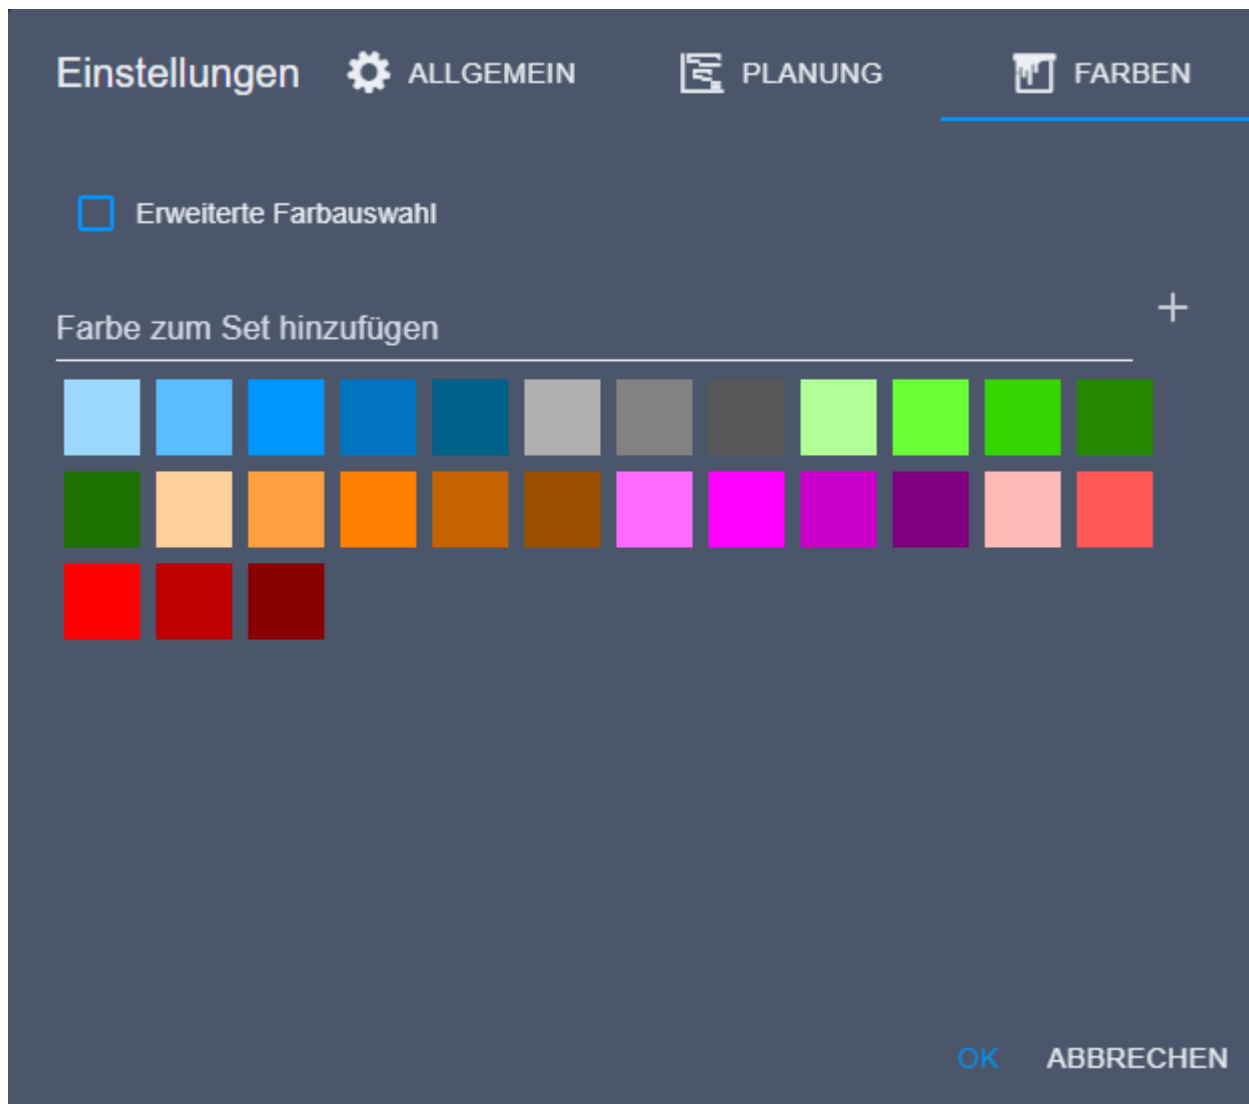 Einstellungen ALLGEMEIN PLANUNG FARBEN
Erweiterte Farbauswahl
Farbe zum Set hinzufügen
OK ABBRECHEN